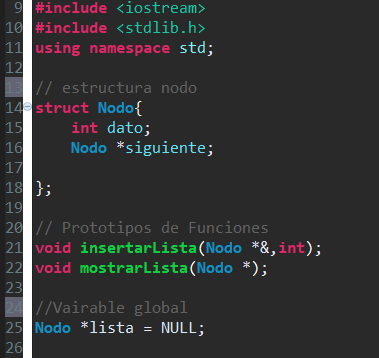 9 #include <iostream>
10 #include <stdlib.h>
11 using namespace std;
12
13 // estructura nodo
14 struct Nodo{
15 int dato;
16 Nodo *siguiente;
17
18 };
19
20 // Prototipos de Funciones
21 void insertarLista(Nodo *&,int);
22 void mostrarLista(Nodo *);
23
24 //Vairable global
25 Nodo *lista = NULL;
26